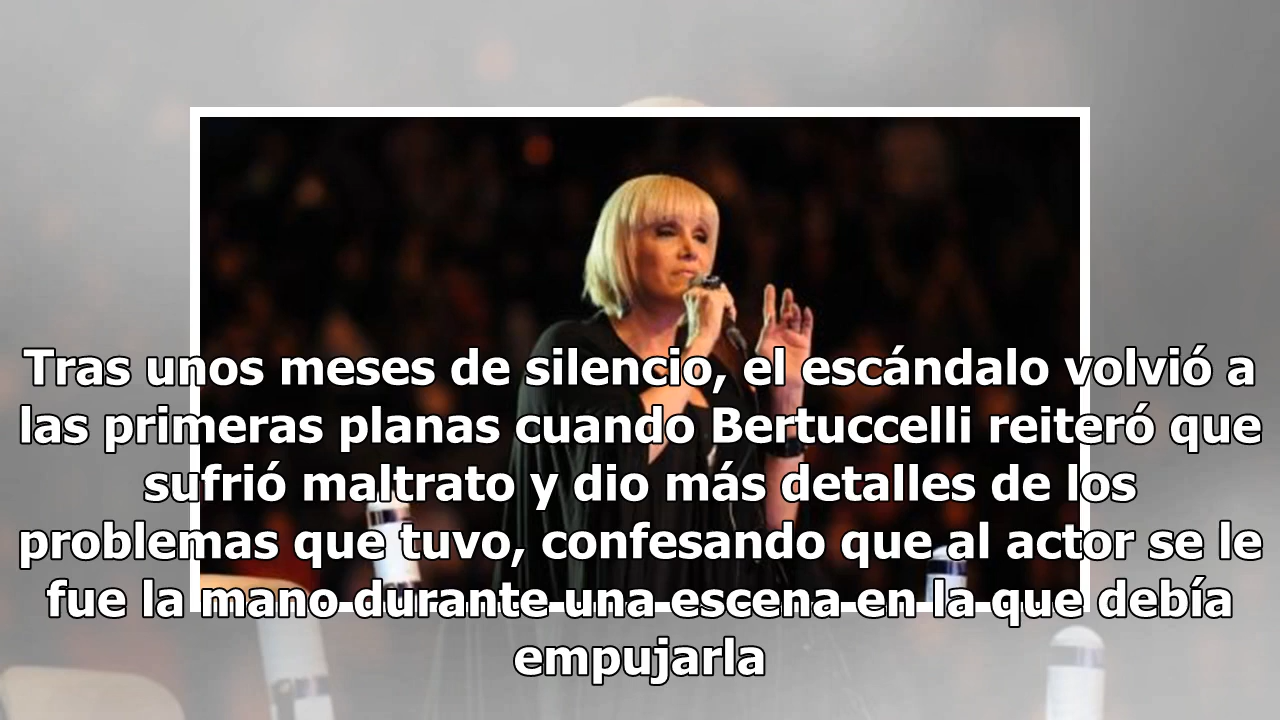 Tras unos meses de silencio, el escándalo volvió a
las primeras planas cuando Bertuccelli reiteró que
sufrió maltrato y dio más detalles de los
problemas que tuvo, confesando que al actor se le
fue la mano durante una escena en la que debía
empujarla